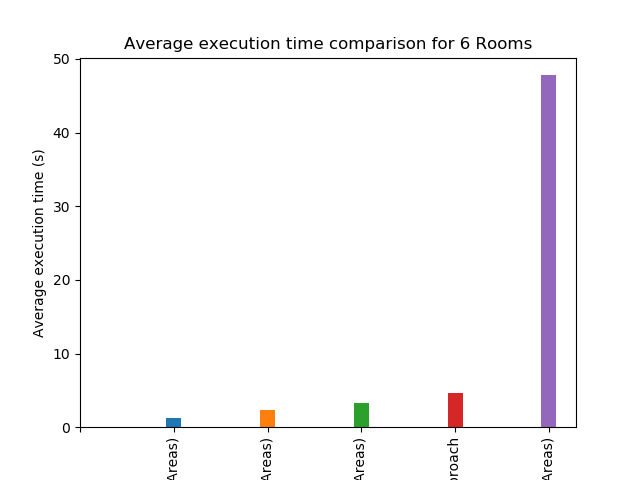 Average execution time comparison for 6 Rooms
Average execution time (s)
50
40
30
20
10
0
Areas)
Areas)
Areas)
proach
Areas)